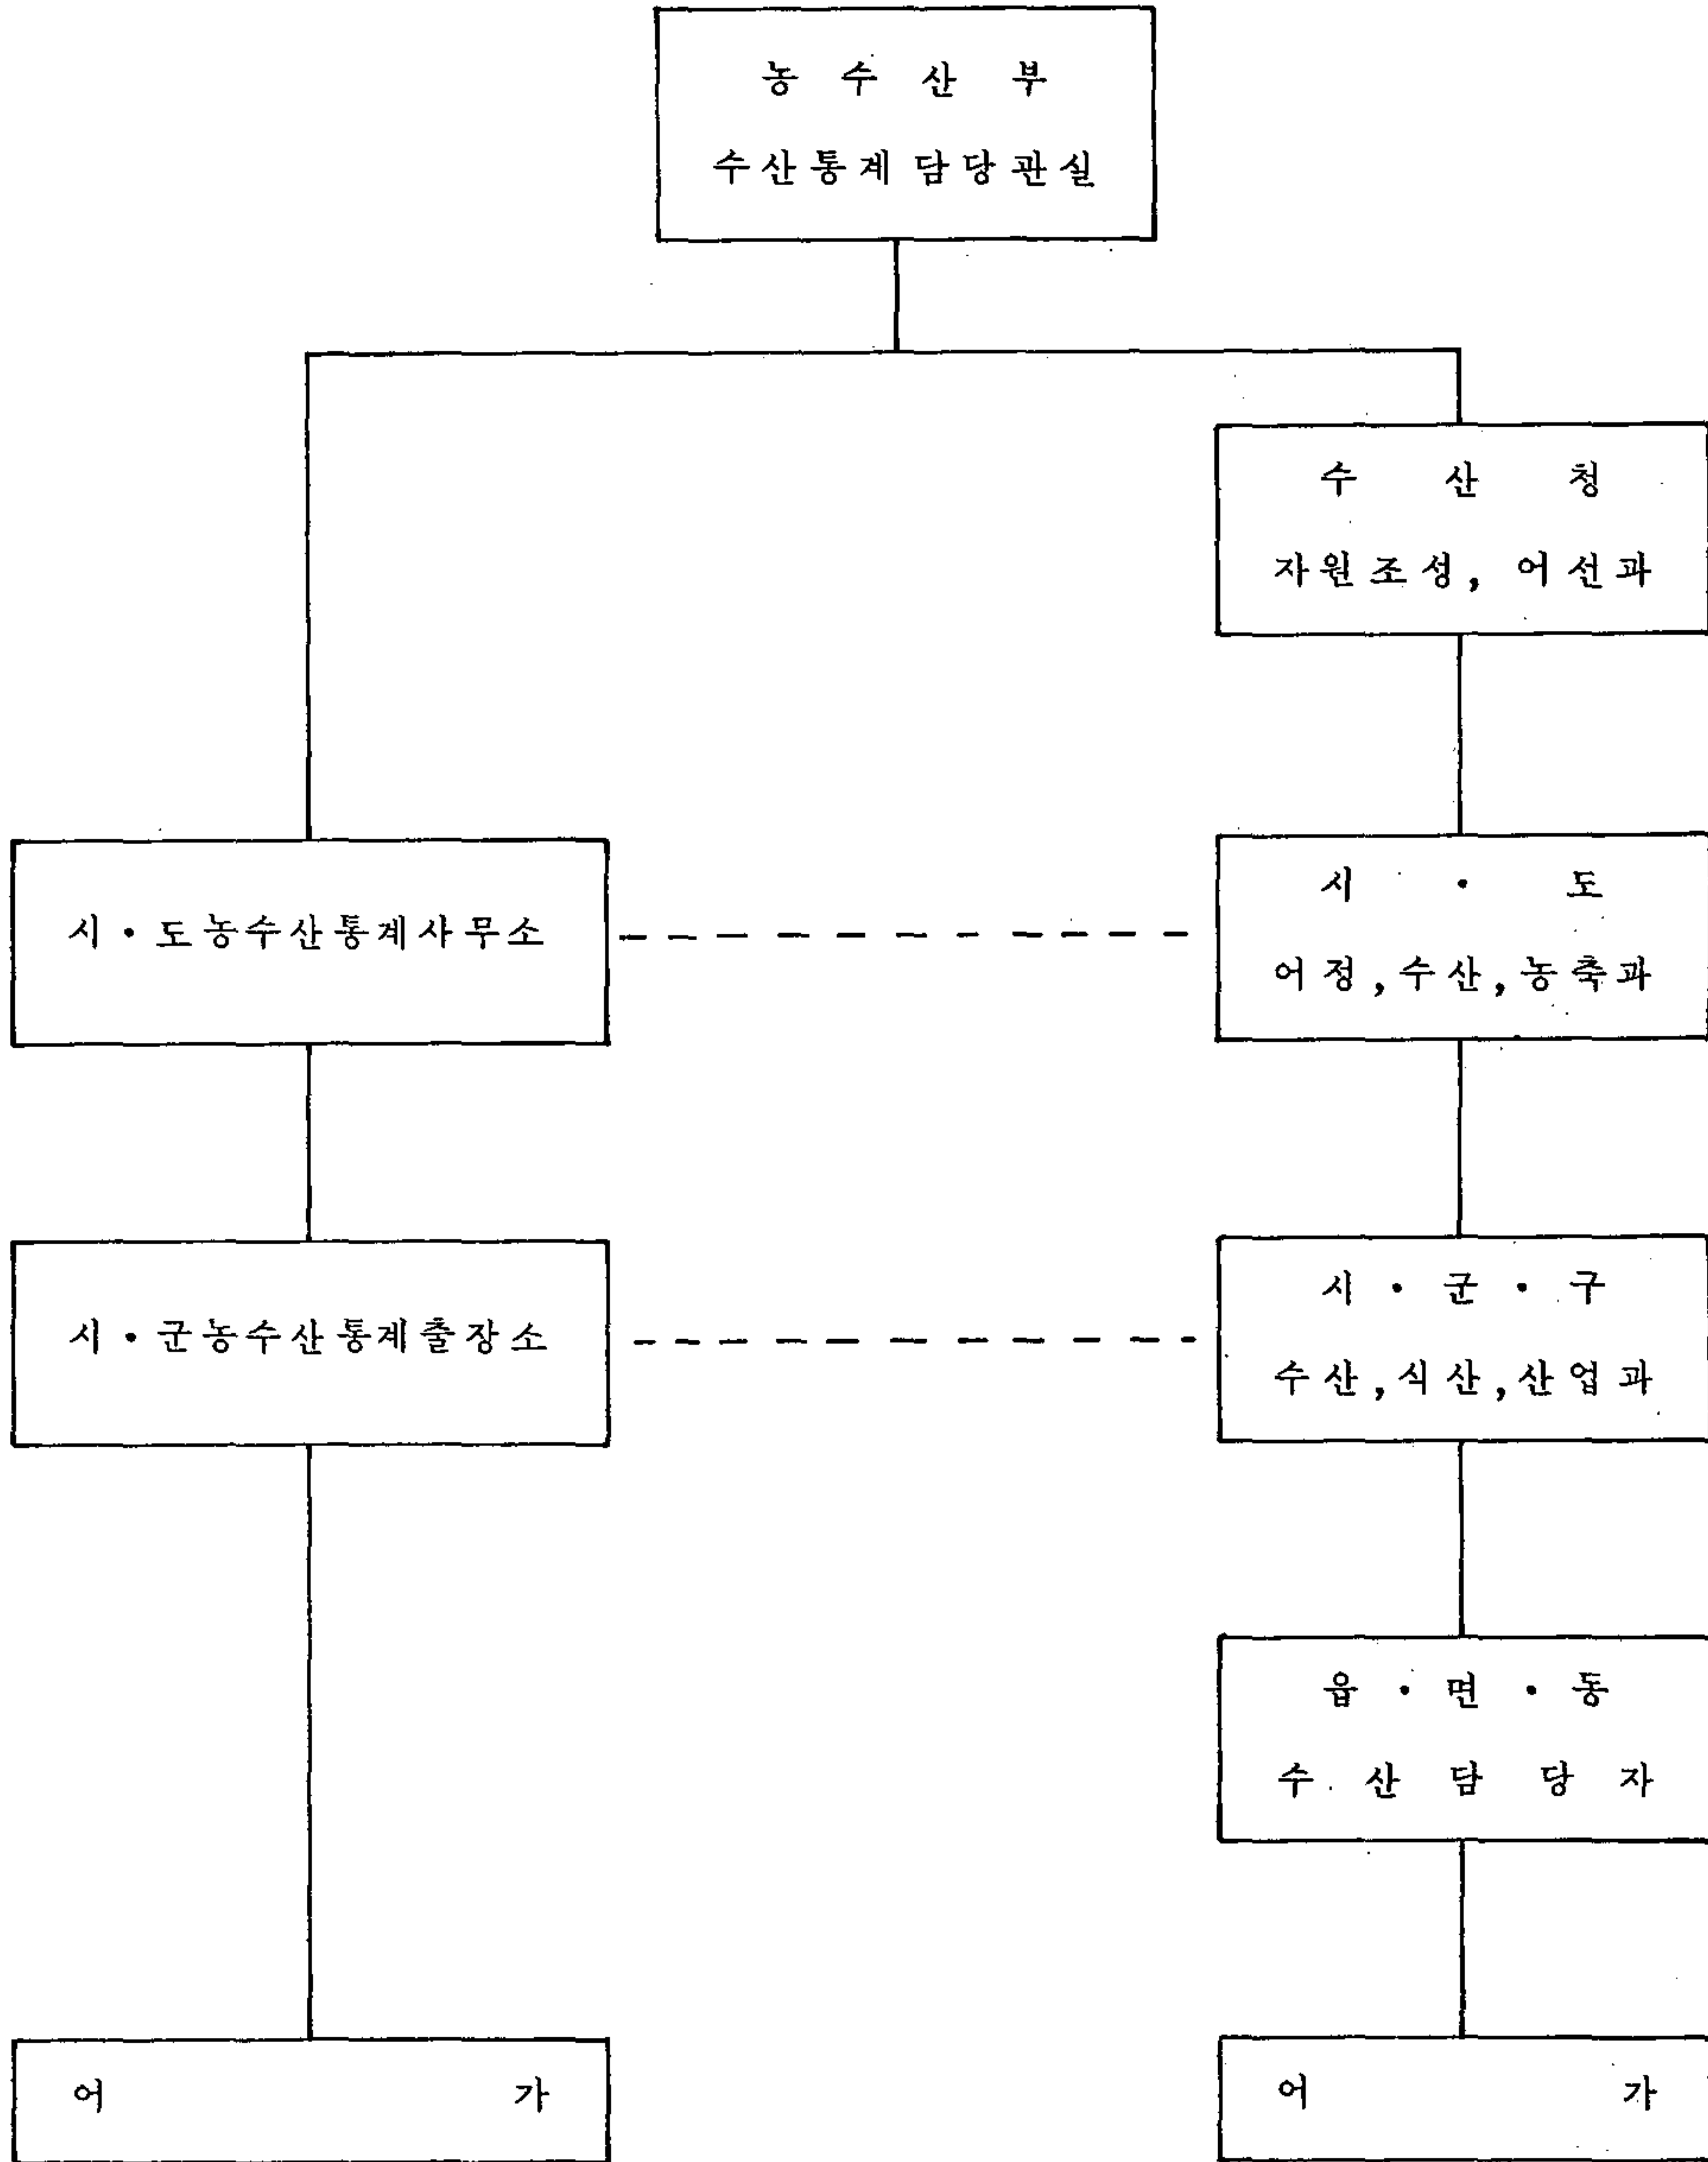 농 수 산 부
수산통계 담당관실
수 산 청
자원조성, 어선과
시·도농수산통계사무소
시 · 도
어정,수산,농축과
시·군농수산통계출장소
시 · 군 · 구
수산,식산,산업과
읍 · 면 · 동
수 산 담 당 자
어 가
어 가